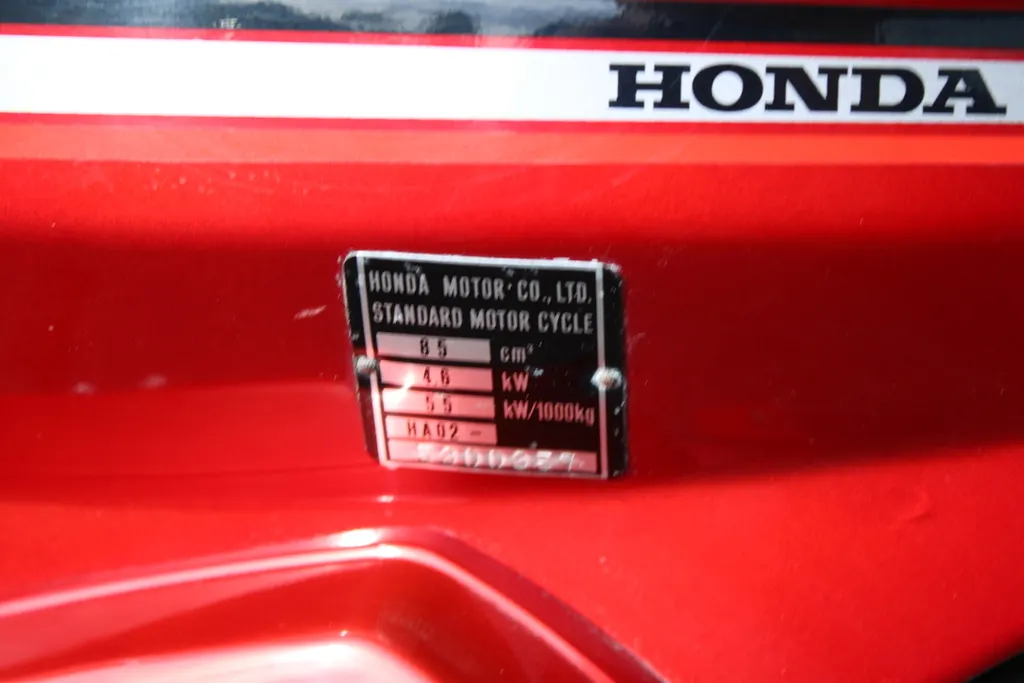 HONDA
HONDA MOTOR CO., LTD.
STANDARD MOTOR CYCLE
85 cm³
4.6 kW
55 kW/1000kg
HA02-